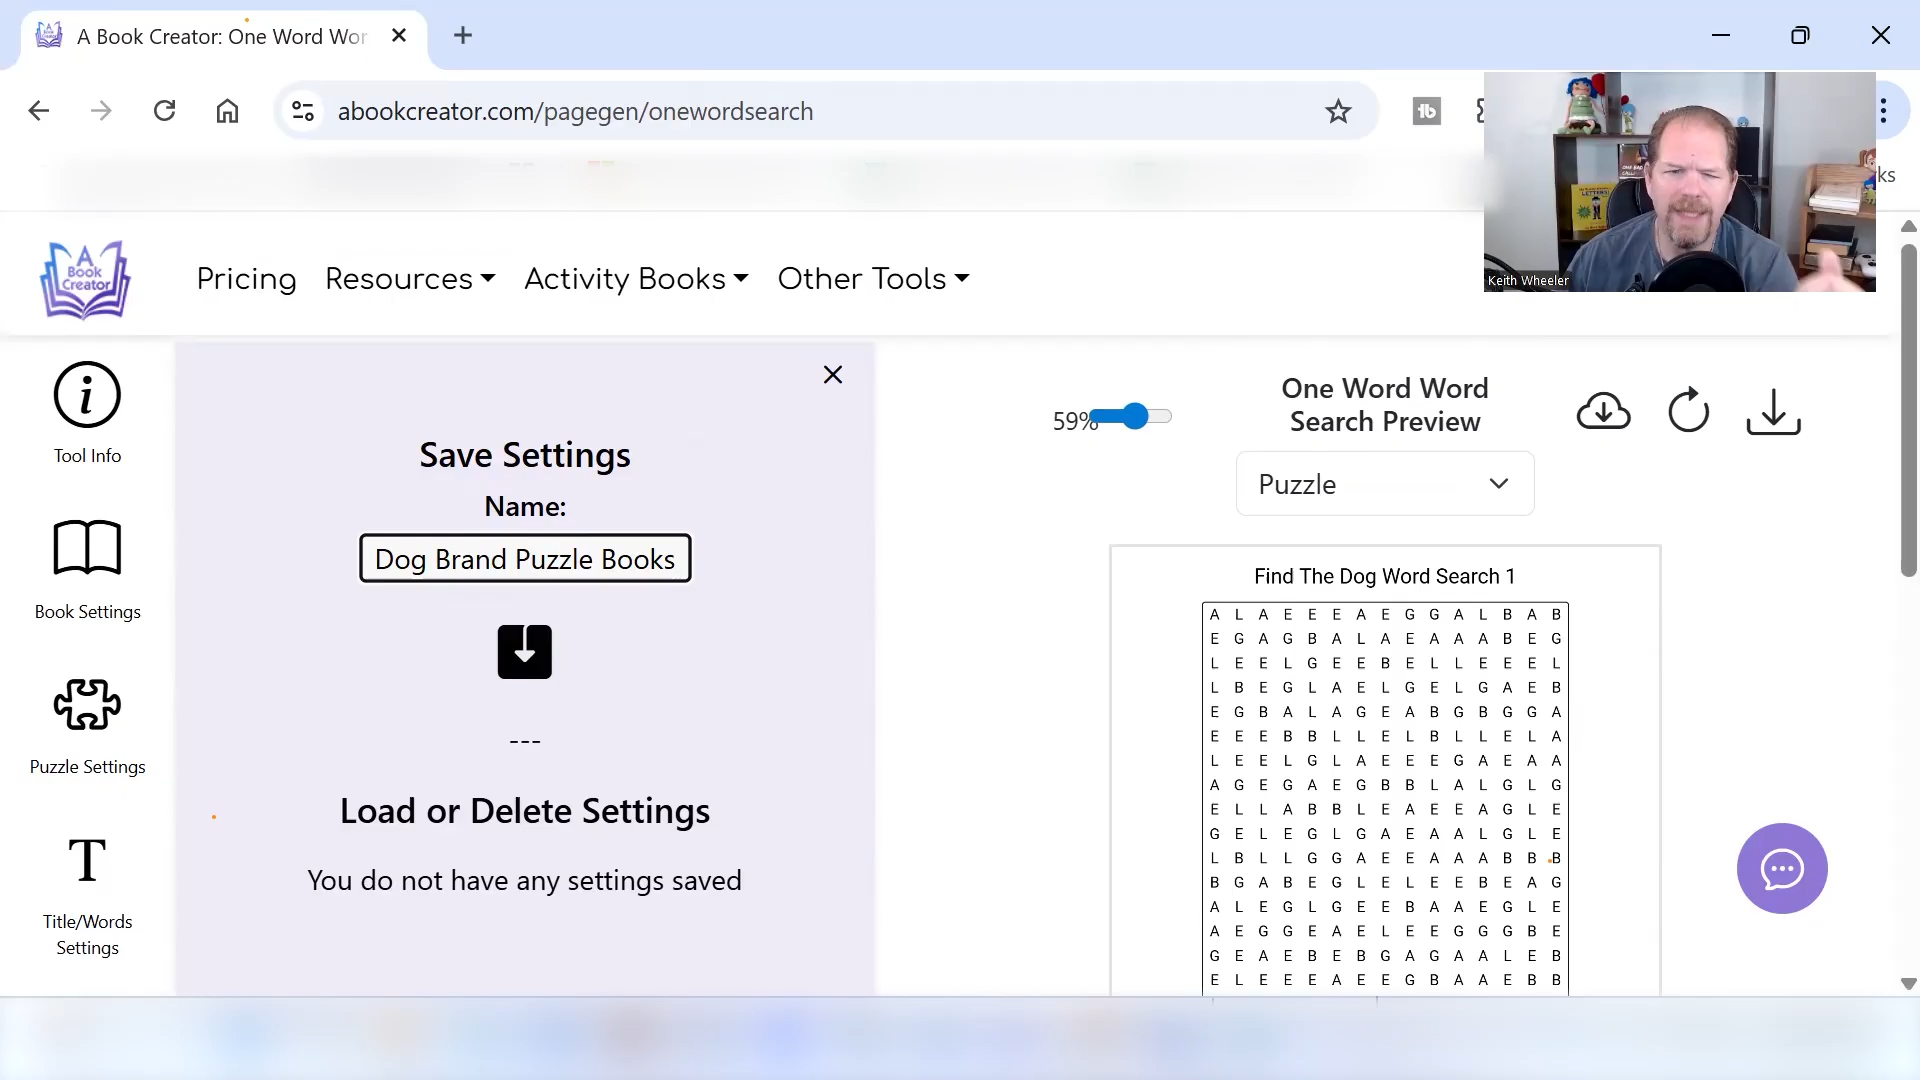 A Book Creator: One Word Wor
abookcreator.com/pagegen/onewordsearch
ks
Keith Wheeler
A
Book
Creator
Pricing
Resources
Activity Books
Other Tools
Tool Info
Book Settings
Puzzle Settings
T
Title/Words
Settings
Save Settings
Name:
Dog Brand Puzzle Books
---
Load or Delete Settings
You do not have any settings saved
59%
One Word Word
Search Preview
Puzzle
Find The Dog Word Search 1
A L A E E E A E G G A L B A B
E G A G B A L A E A A A B E G
L E E L G E E B E L L E E E L
L B E G L A E L G E L G A E B
E G B A L A G E A B G B G G A
E E E B B L L E L B L L E L A
L E E L G L A E E E G A E A A
A G E G A E G B B L A L G L G
E L L A B B L E A E E A G L E
G E L E G L G A E A A L G L E
L B L L G G A E E A A A B B B
B G A B E G L E L E E B E A G
A L E G L G E E B A A E G L E
A E G G E A E L E E G G G B E
G E A E B E B G A G A A L E B
E L E E E A E E G B A A E B B